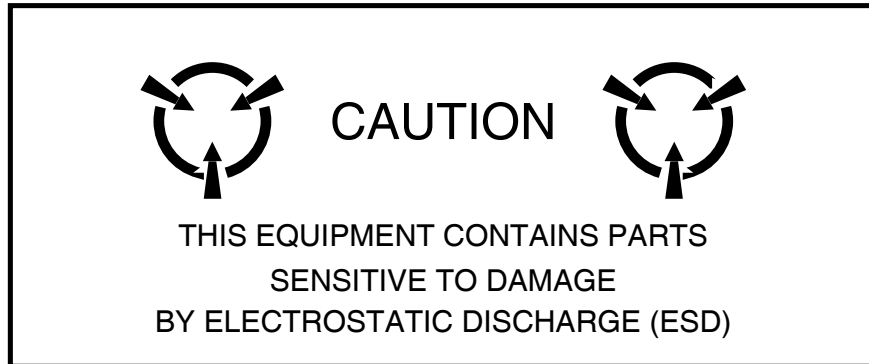 CAUTION
THIS EQUIPMENT CONTAINS PARTS
SENSITIVE TO DAMAGE
BY ELECTROSTATIC DISCHARGE (ESD)